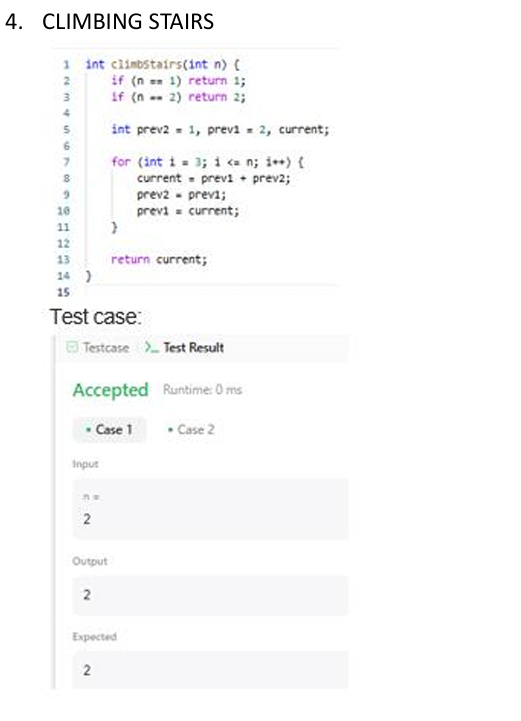 4. CLIMBING STAIRS
1 int climbStairs(int n) {
2 if (n == 1) return 1;
3 if (n == 2) return 2;
4
5 int prev2 = 1, prev1 = 2, current;
6
7 for (int i = 3; i <= n; i++) {
8 current = prev1 + prev2;
9 prev2 = prev1;
10 prev1 = current;
11 }
12
13 return current;
14 }
15
Test case:
Testcase >_ Test Result
Accepted Runtime: 0 ms
• Case 1 • Case 2
Input
n =
2
Output
2
Expected
2